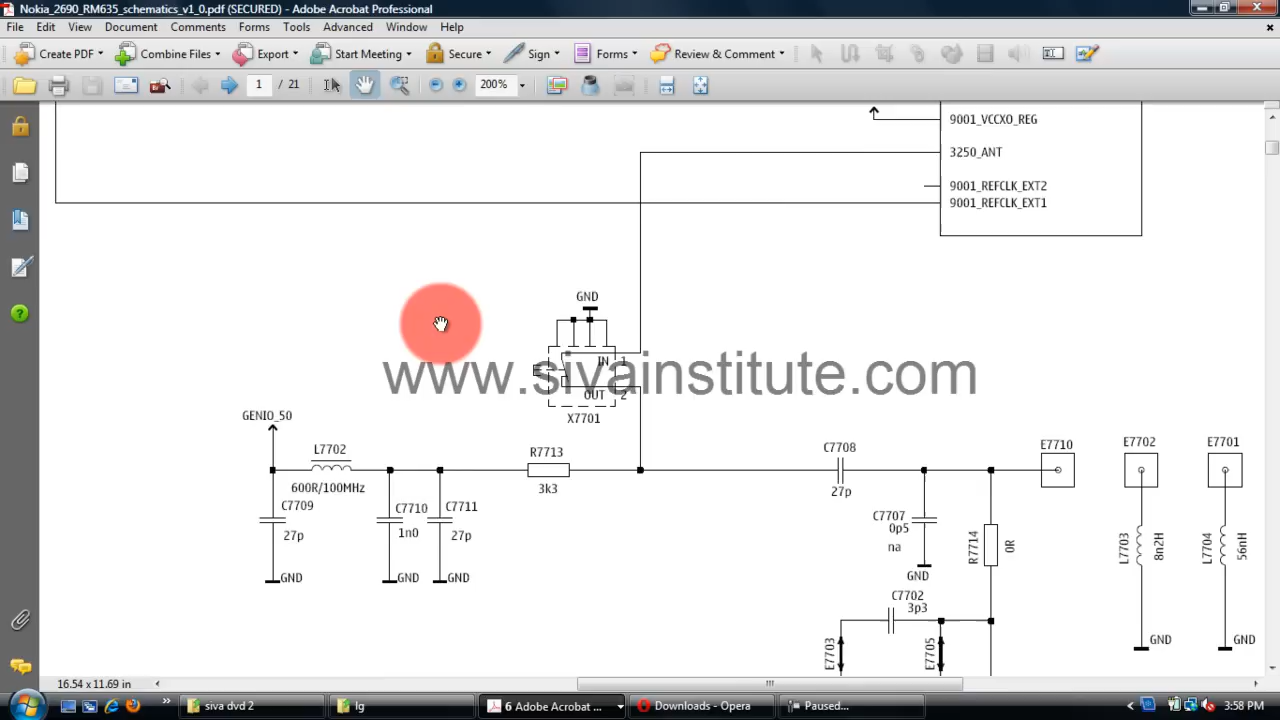 Nokia_2690_RM635_schematics_v1_0.pdf (SECURED) - Adobe Acrobat Professional
File Edit View Document Comments Forms Tools Advanced Window Help
Create PDF Combine Files Export Start Meeting Secure Sign Forms Review & Comment
1 / 21 200%
9001_VCCXO_REG
3250_ANT
9001_REFCLK_EXT2
9001_REFCLK_EXT1
GND
IN 1
www.sivainstitute.com
OUT 2
X7701
GENIO_50
L7702
R7713
C7708
E7710
E7702
E7701
600R/100MHz
3k3
27p
C7709
27p
C7710
1n0
C7711
27p
C7707
0p5
na
R7714
0R
L7703
8n2H
L7704
56nH
GND
GND
GND
GND
C7702
3p3
E7703
E7705
GND
GND
16.54 x 11.69 in
siva dvd 2
lg
6 Adobe Acrobat ...
Downloads - Opera
Paused...
3:58 PM